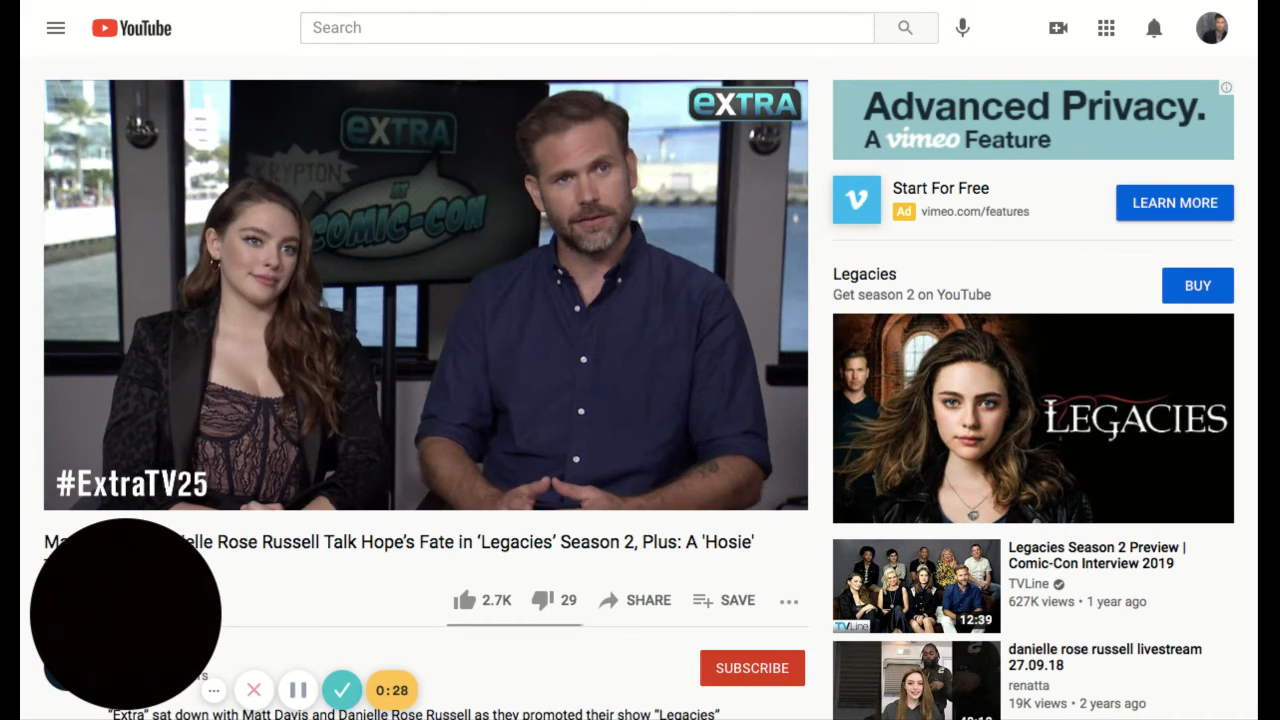 YouTube
Search
eXTRA
eXTRA
KRYPTON
AT
COMIC-CON
#ExtraTV25
Rose Russell Talk Hope’s Fate in ‘Legacies’ Season 2, Plus: A 'Hosie'
2.7K
29
SHARE
SAVE
SUBSCRIBE
0:28
"Extra" sat down with Matt Davis and Danielle Rose Russell as they promoted their show "Legacies"
Advanced Privacy.
A vimeo Feature
Start For Free
Ad vimeo.com/features
LEARN MORE
Legacies
Get season 2 on YouTube
BUY
LEGACIES
Legacies Season 2 Preview |
Comic-Con Interview 2019
TVLine
627K views • 1 year ago
TVLine
12:39
danielle rose russell livestream
27.09.18
renatta
19K views • 2 years ago